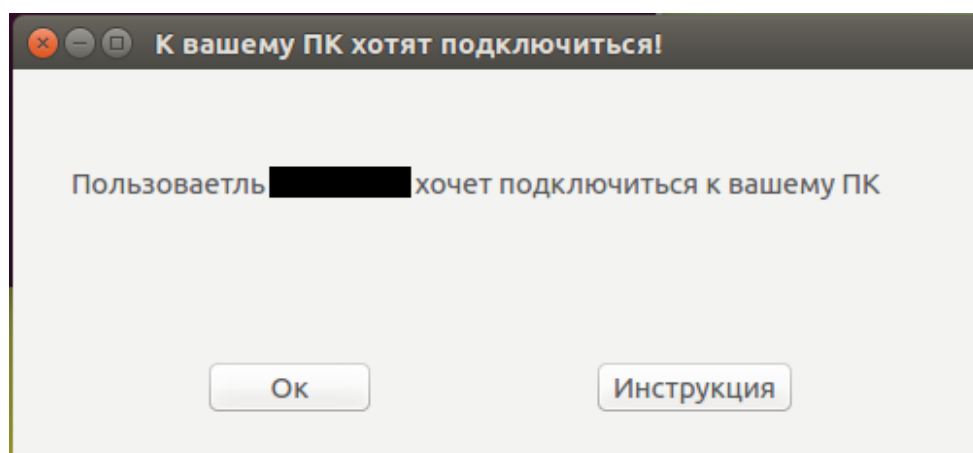 К вашему ПК хотят подключиться!
Пользоваетль хочет подключиться к вашему ПК
Ок
Инструкция